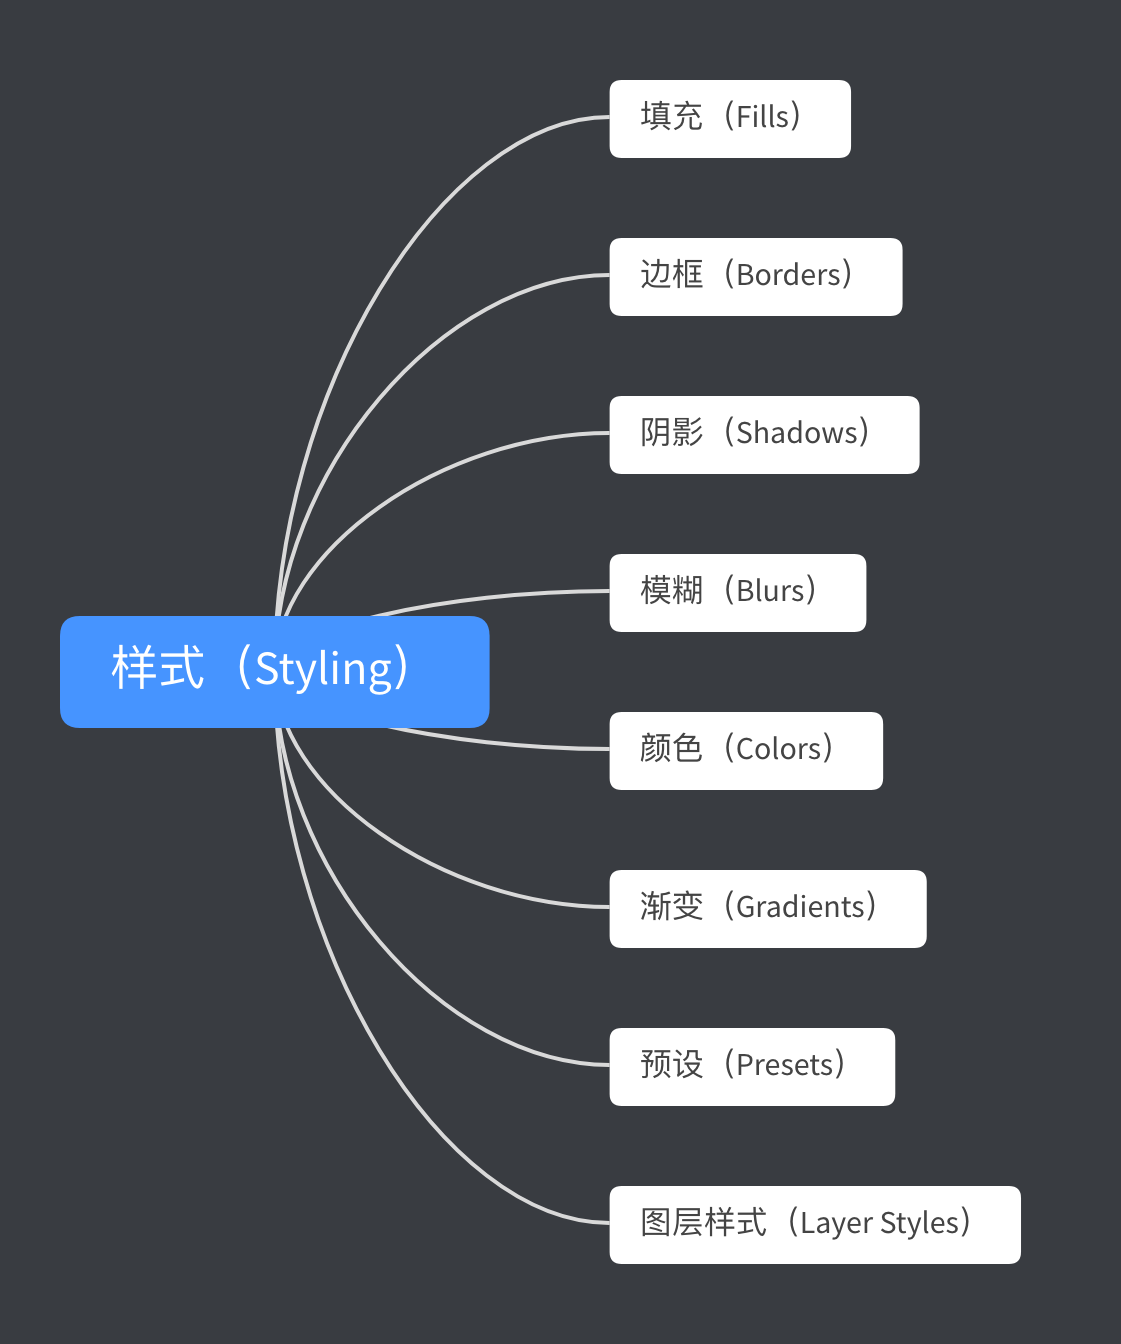 填充（Fills）
边框（Borders）
阴影（Shadows）
模糊（Blurs）
样式（Styling）
颜色（Colors）
渐变（Gradients）
预设（Presets）
图层样式（Layer Styles）